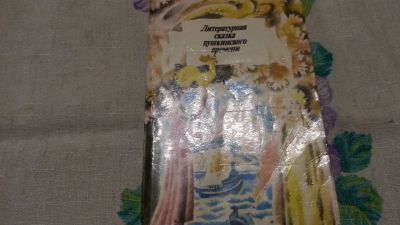 Литературная
сказка
пушкинского
времени